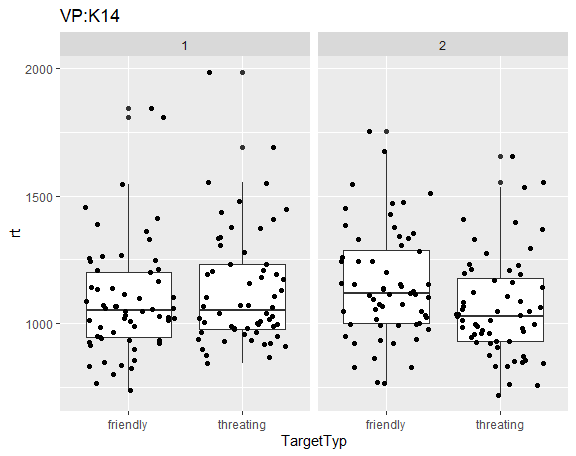 VP:K14
1 2
2000
1500
1000
rt
friendly threating friendly threating
TargetTyp